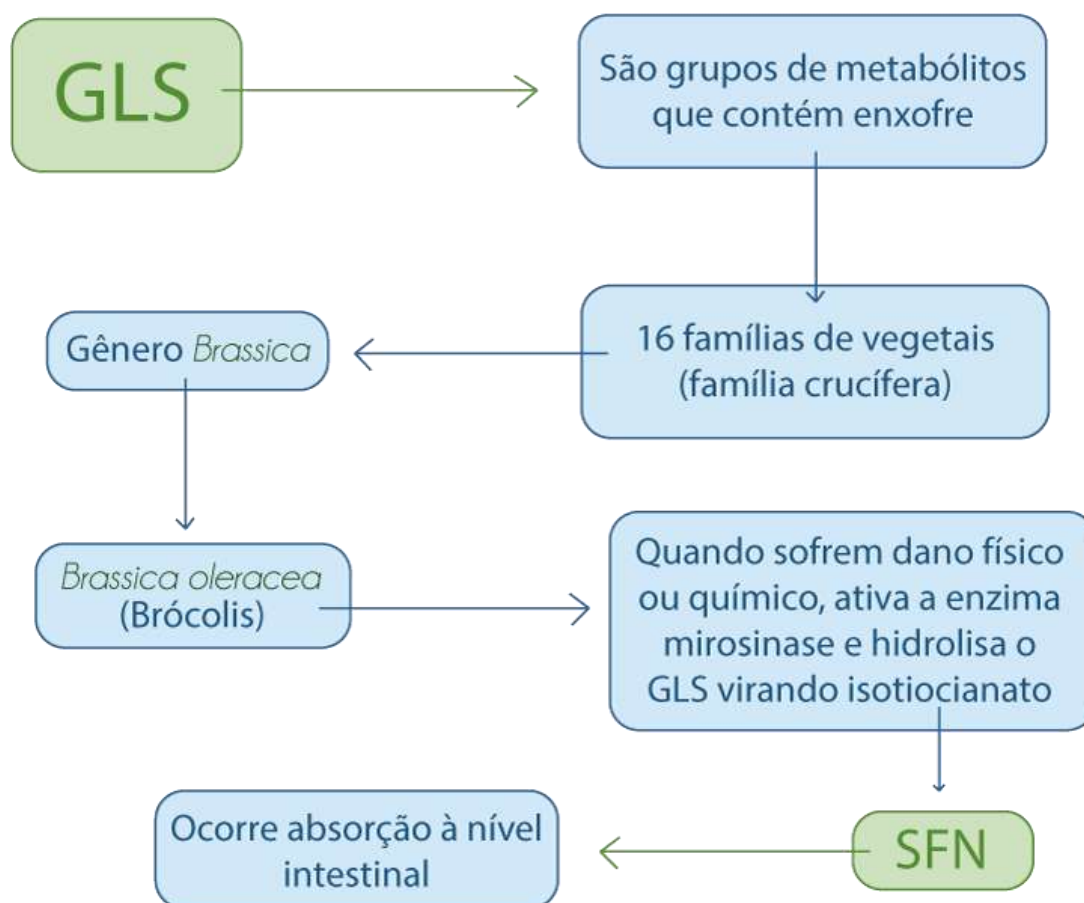 GLS
São grupos de metabólitos
que contém enxofre
16 famílias de vegetais
(família crucífera)
Gênero Brassica
Brassica oleracea
(Brócolis)
Quando sofrem dano físico
ou químico, ativa a enzima
mirosinase e hidrolisa o
GLS virando isotiocianato
SFN
Ocorre absorção à nível
intestinal